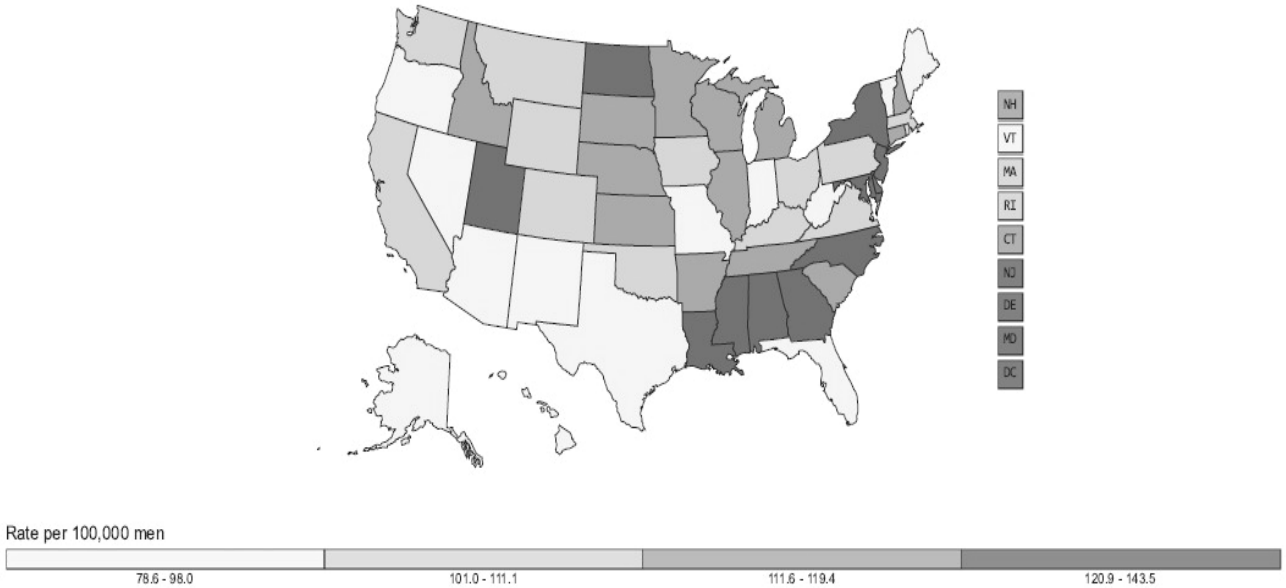 NH
VT
MA
RI
CT
NJ
DE
MD
DC
Rate per 100,000 men
78.6 - 98.0
101.0 - 111.1
111.6 - 119.4
120.9 - 143.5